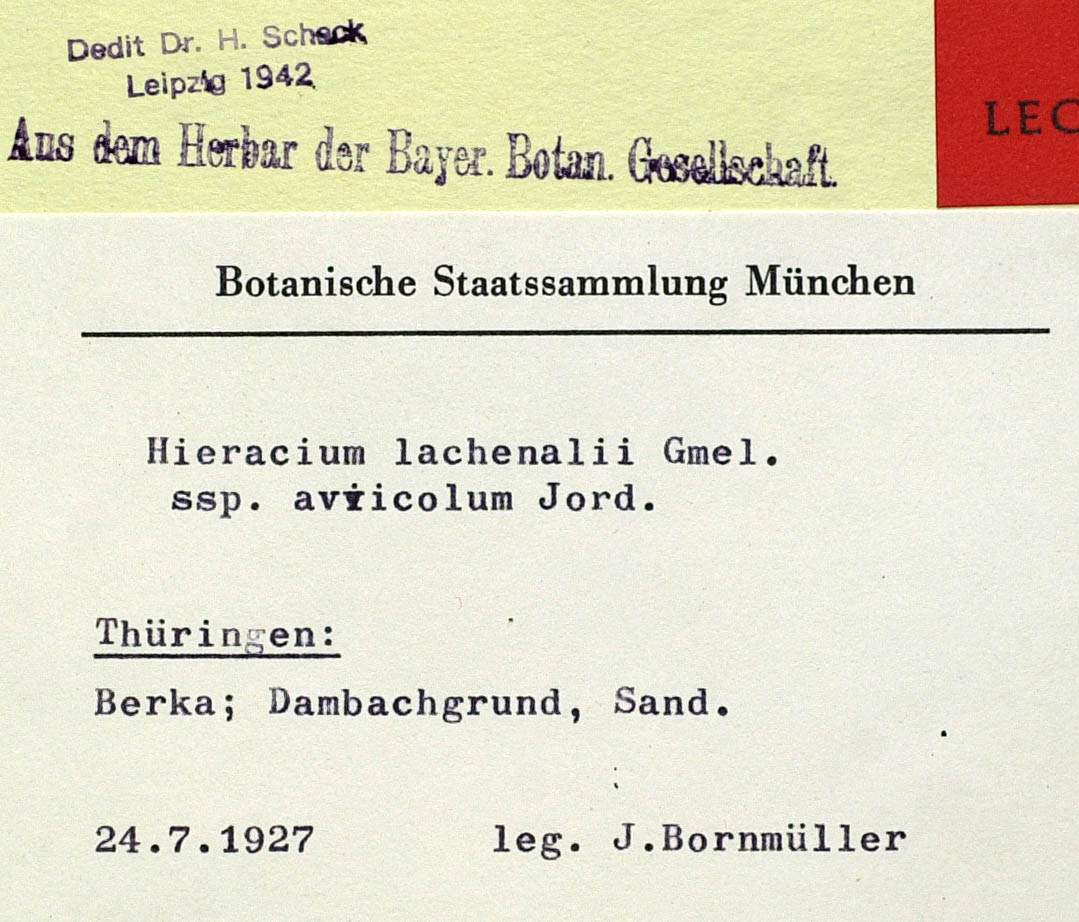 Dedit Dr. H. Scheck
Leipzig 1942
Aus dem Herbar der Bayer. Botan. Gesellschaft.
LEC
Botanische Staatssammlung München
Hieracium lachenalii Gmel.
ssp. Jord.
Thüringen:
Berka; Dambachgrund, Sand.
24.7.1927 leg. J.Bornmüller